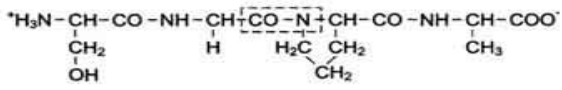 ⁺H₃N-CH-CO-NH-CH-CO-N-CH-CO-NH-CH-COO⁻
CH₂ H H₂C CH₂ CH₃
OH CH₂